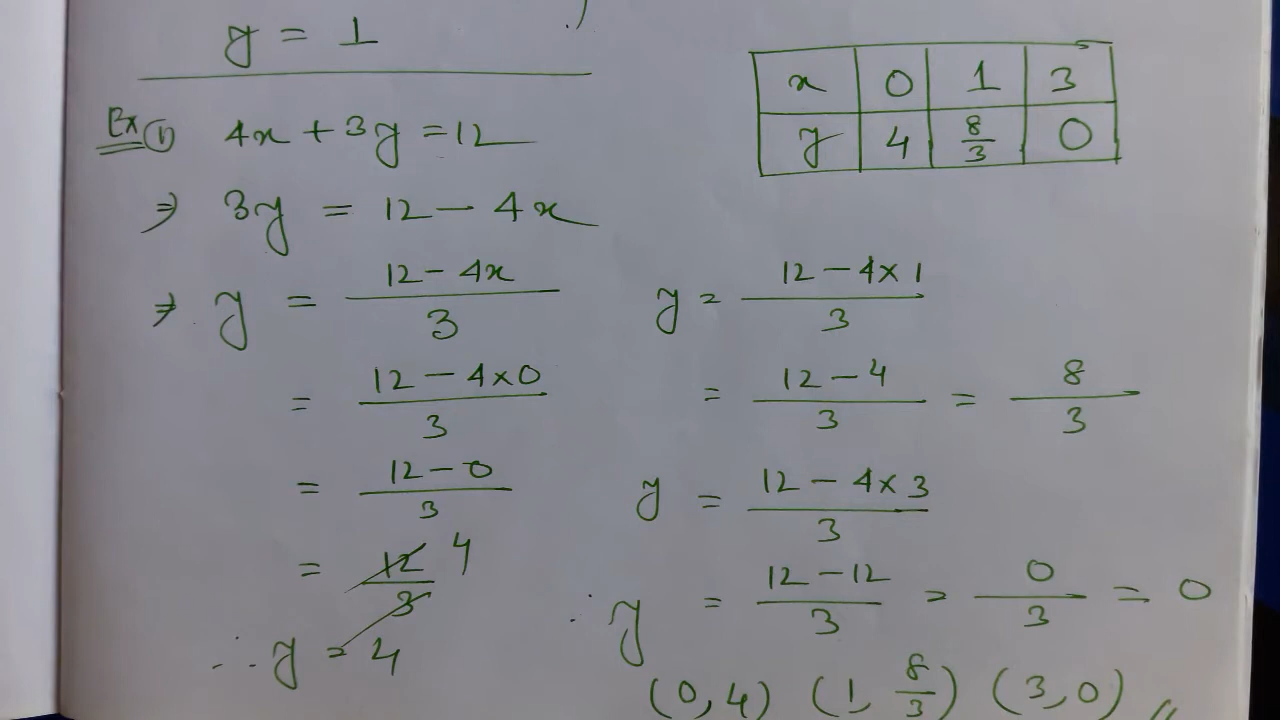 y = 1
Ex ① 4x + 3y = 12
⇒ 3y = 12 - 4x
⇒ y = (12 - 4x)/3
= (12 - 4×0)/3
= (12 - 0)/3
= 12/3 4
∴ y = 4
x 0 1 3
y 4 8/3 0
y = (12 - 4×1)/3
= (12 - 4)/3 = 8/3
y = (12 - 4×3)/3
y = (12 - 12)/3 = 0/3 = 0
(0, 4) (1, 8/3) (3, 0) //